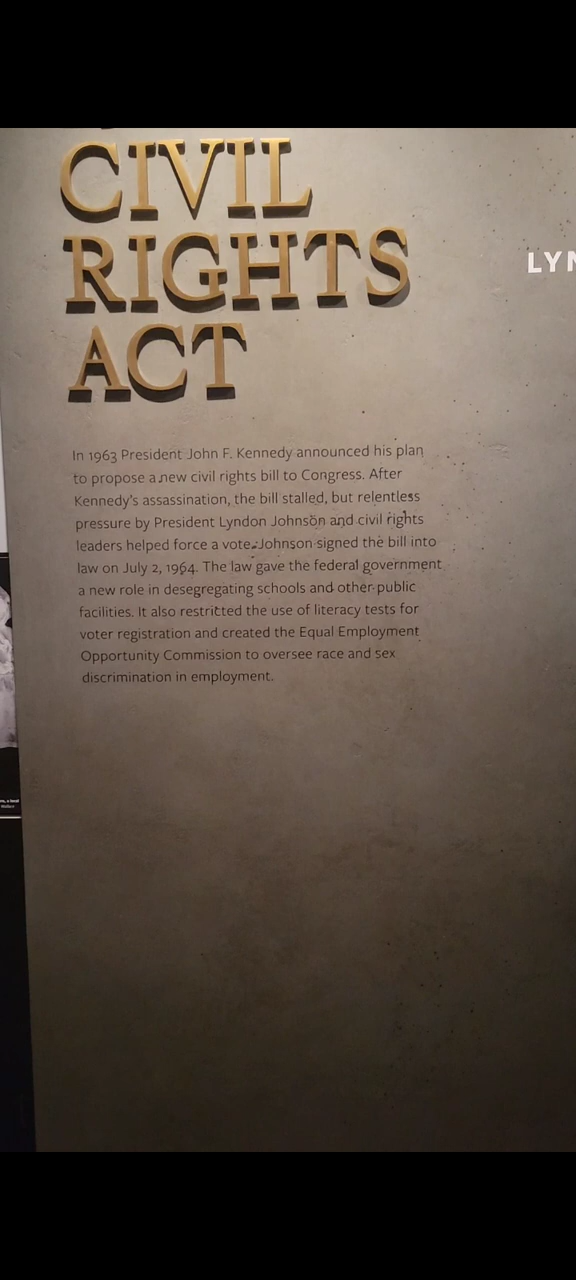 CIVIL
RIGHTS
ACT
LYN
In 1963 President John F. Kennedy announced his plan
to propose a new civil rights bill to Congress. After
Kennedy's assassination, the bill stalled, but relentless
pressure by President Lyndon Johnson and civil rights
leaders helped force a vote. Johnson signed the bill into
law on July 2, 1964. The law gave the federal government
a new role in desegregating schools and other public
facilities. It also restricted the use of literacy tests for
voter registration and created the Equal Employment
Opportunity Commission to oversee race and sex
discrimination in employment.